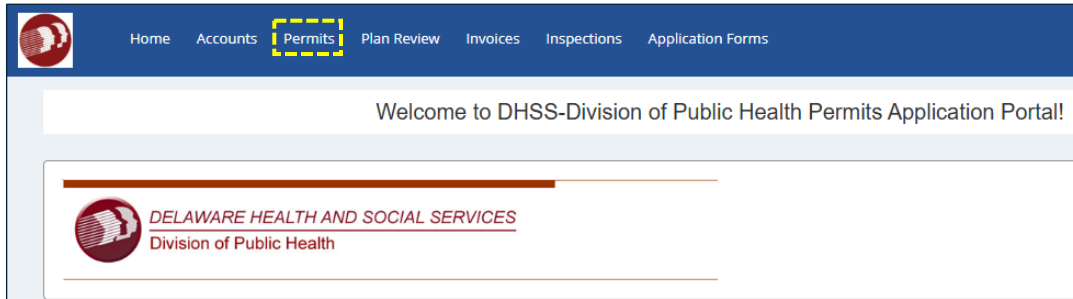 Home Accounts Permits Plan Review Invoices Inspections Application Forms
Welcome to DHSS-Division of Public Health Permits Application Portal!
DELAWARE HEALTH AND SOCIAL SERVICES
Division of Public Health